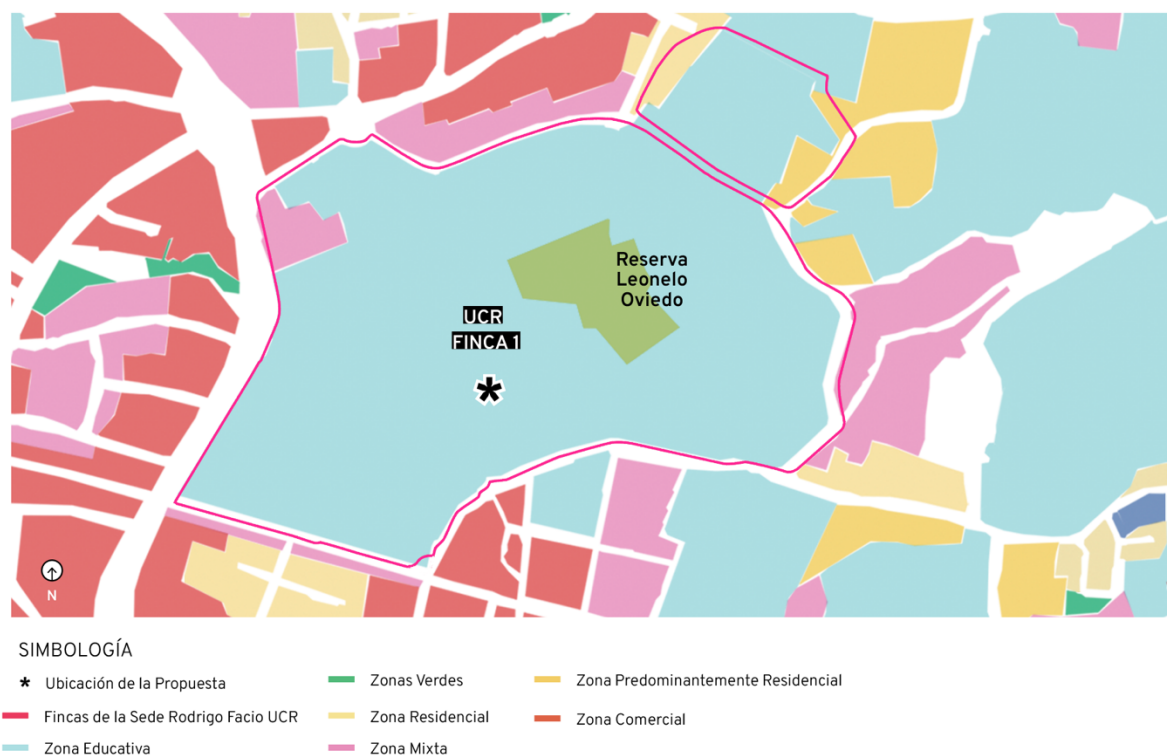 Reserva
Leonelo
Oviedo
UCR
FINCA 1
*
N
SIMBOLOGÍA
* Ubicación de la Propuesta
Fincas de la Sede Rodrigo Facio UCR
Zona Educativa
Zonas Verdes
Zona Residencial
Zona Mixta
Zona Predominantemente Residencial
Zona Comercial